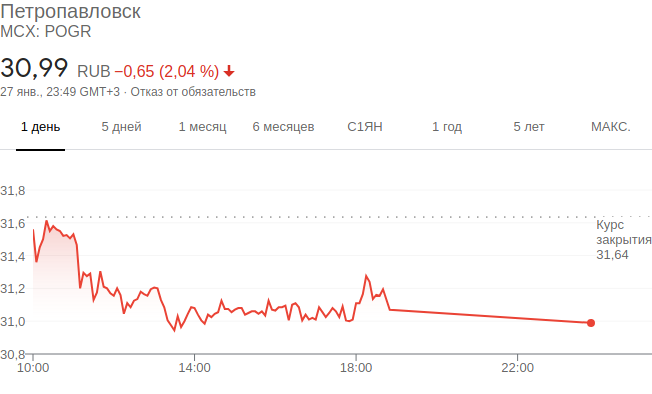 Петропавловск
MCX: POGR
30,99 RUB −0,65 (2,04 %)
27 янв., 23:49 GMT+3 · Отказ от обязательств
1 день 5 дней 1 месяц 6 месяцев С1ЯН 1 год 5 лет МАКС.
31,8
31,6
Курс
закрытия
31,64
31,4
31,2
31,0
30,8
10:00 14:00 18:00 22:00